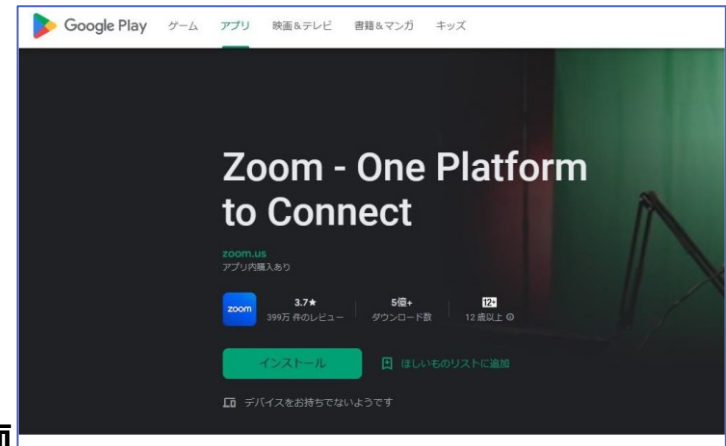 Google Play ゲーム アプリ 映画&テレビ 書籍&マンガ キッズ
Zoom - One Platform
to Connect
zoom.us
アプリ内購入あり
zoom
3.7★ 5億+ 12+
399万 件のレビュー ダウンロード数 12 歳以上
インストール ほしいものリストに追加
デバイスをお持ちでないようです